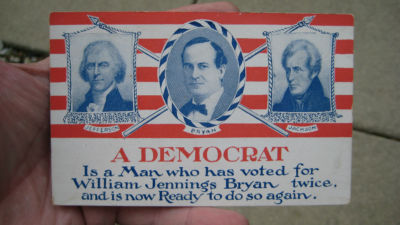 JEFFERSON
BRYAN
JACKSON
A DEMOCRAT
Is a Man who has voted for
William Jennings Bryan twice.
and is now Ready to do so again.